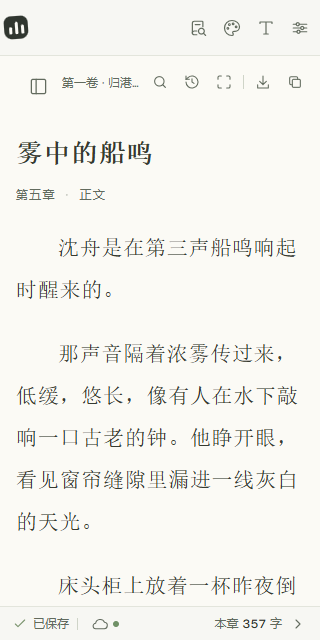 第一卷 · 归港...
雾中的船鸣
第五章 · 正文
沈舟是在第三声船鸣响起
时醒来的。
那声音隔着浓雾传过来，
低缓，悠长，像有人在水下敲
响一口古老的钟。他睁开眼，
看见窗帘缝隙里漏进一线灰白
的天光。
床头柜上放着一杯昨夜倒
已保存
本章 357 字